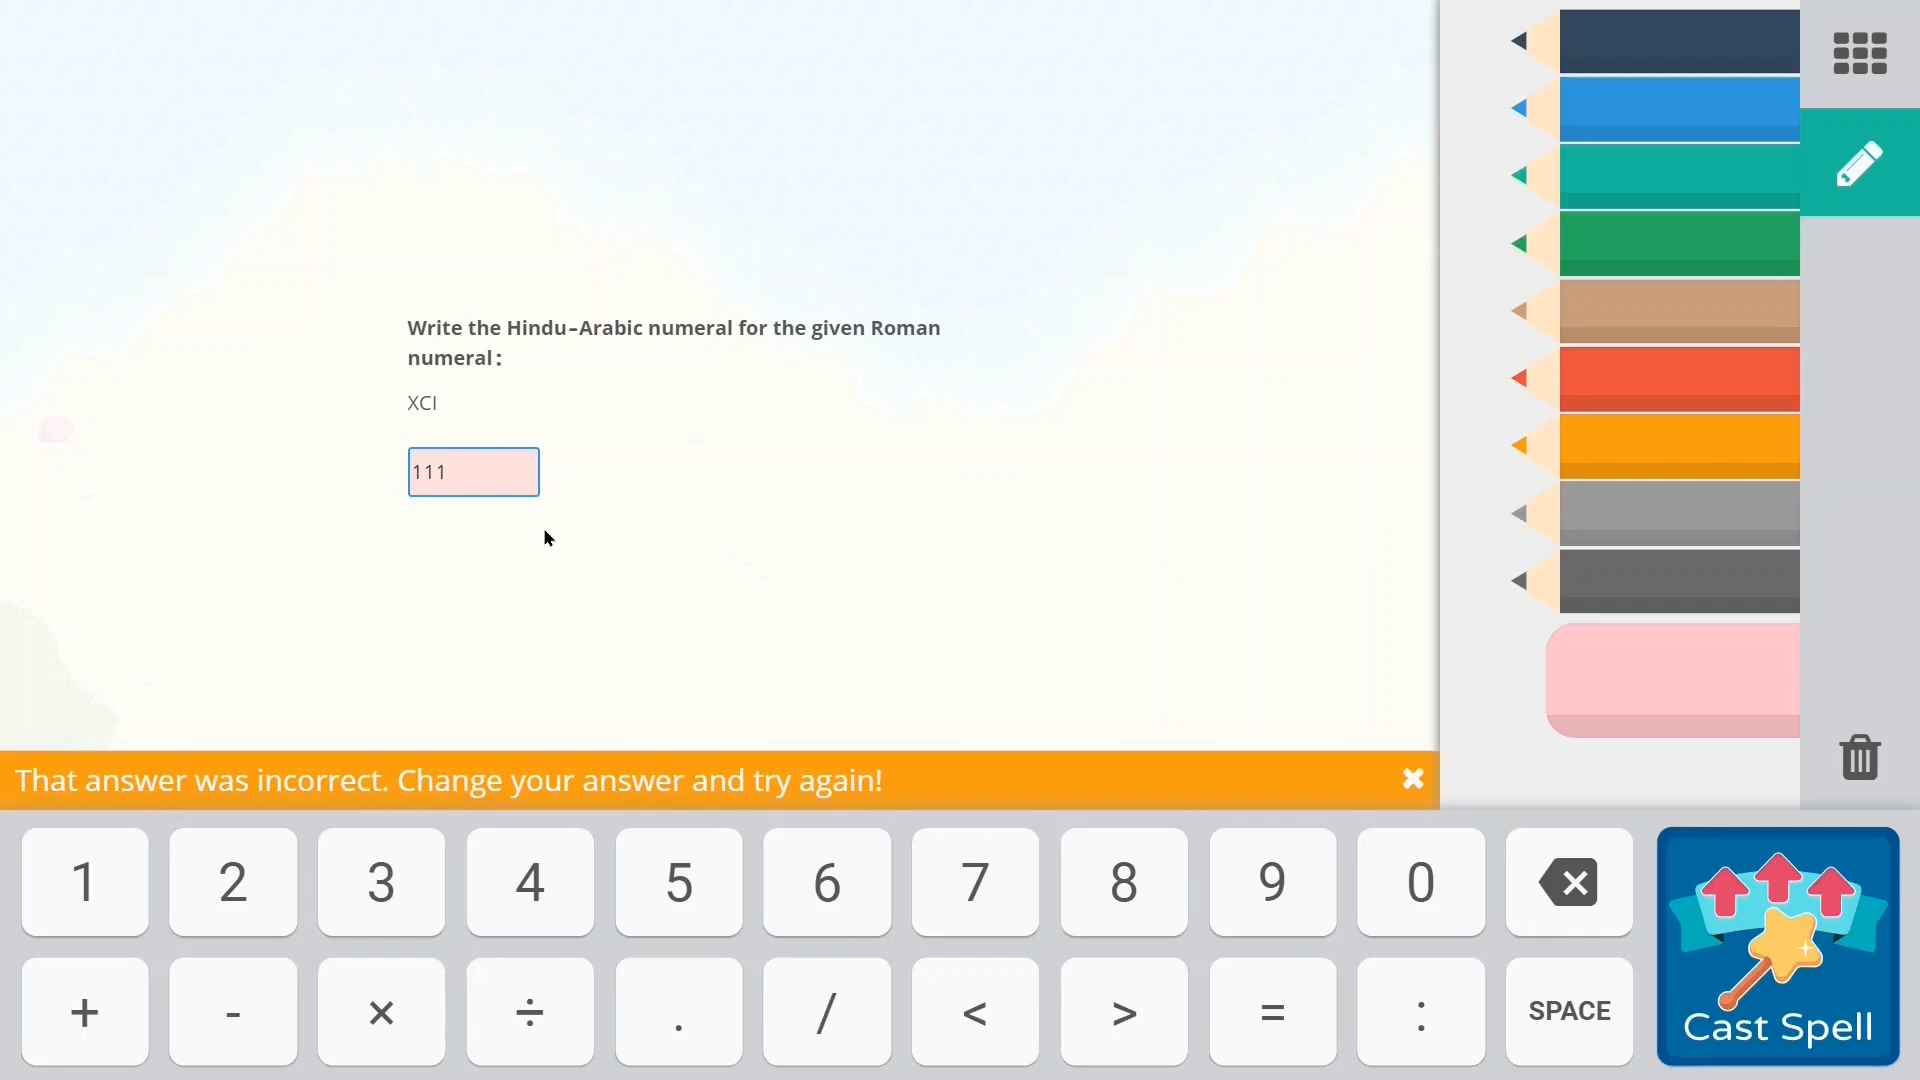 Write the Hindu–Arabic numeral for the given Roman
numeral:
XCI
111
That answer was incorrect. Change your answer and try again!
1 2 3 4 5 6 7 8 9 0
+ - × ÷ . / < > = : SPACE
Cast Spell